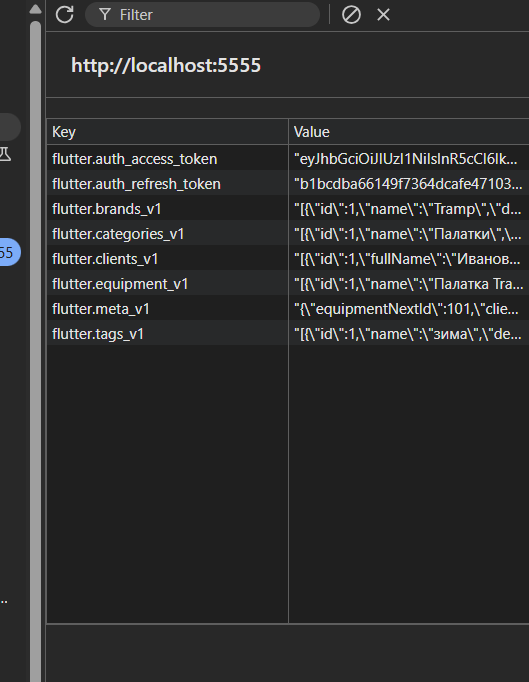 Filter
http://localhost:5555
Key Value
flutter.auth_access_token "eyJhbGciOiJIUzI1NiIsInR5cCI6Ik...
flutter.auth_refresh_token "b1bcdba66149f7364dcafe47103...
flutter.brands_v1 "[{\"id\":1,\"name\":\"Tramp\",\"d...
flutter.categories_v1 "[{\"id\":1,\"name\":\"Палатки\",\...
flutter.clients_v1 "[{\"id\":1,\"fullName\":\"Иванов...
flutter.equipment_v1 "[{\"id\":1,\"name\":\"Палатка Tra...
flutter.meta_v1 "{\"equipmentNextId\":101,\"clie...
flutter.tags_v1 "[{\"id\":1,\"name\":\"зима\",\"de...
55
...